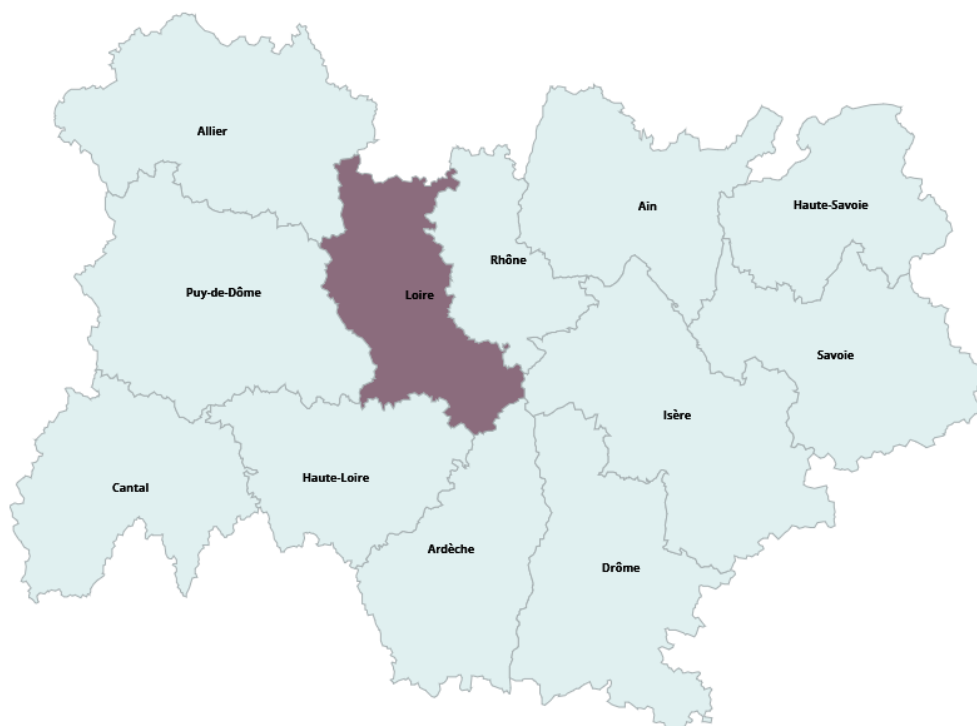 Allier
Ain
Haute-Savoie
Rhône
Puy-de-Dôme
Loire
Savoie
Isère
Haute-Loire
Cantal
Ardèche
Drôme